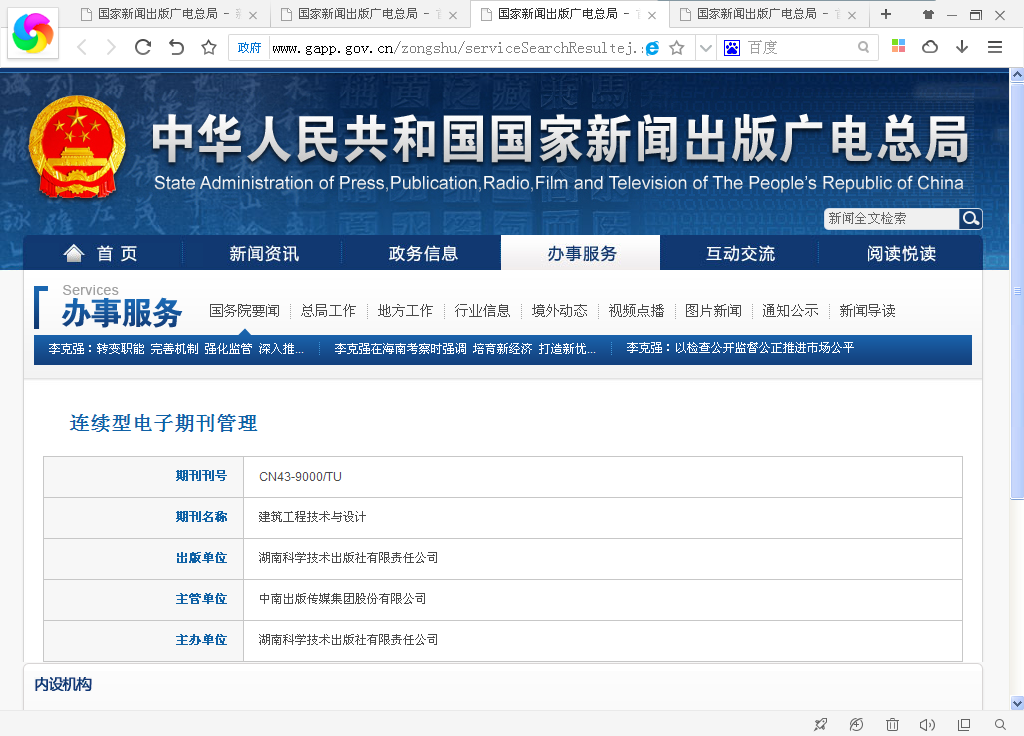 国家新闻出版广电总局 -
国家新闻出版广电总局 -
国家新闻出版广电总局 -
国家新闻出版广电总局 -
政府 www.gapp.gov.cn/zongshu/serviceSearchResultej.:
百度
中华人民共和国国家新闻出版广电总局
State Administration of Press,Publication,Radio,Film and Television of The People's Republic of China
新闻全文检索
首 页 新闻资讯 政务信息 办事服务 互动交流 阅读悦读
Services
办事服务 国务院要闻 总局工作 地方工作 行业信息 境外动态 视频点播 图片新闻 通知公示 新闻导读
李克强：转变职能 完善机制 强化监管 深入推... 李克强在海南考察时强调 培育新经济 打造新优... 李克强：以检查公开监督公正推进市场公平
连续型电子期刊管理
期刊刊号 CN43-9000/TU
期刊名称 建筑工程技术与设计
出版单位 湖南科学技术出版社有限责任公司
主管单位 中南出版传媒集团股份有限公司
主办单位 湖南科学技术出版社有限责任公司
内设机构